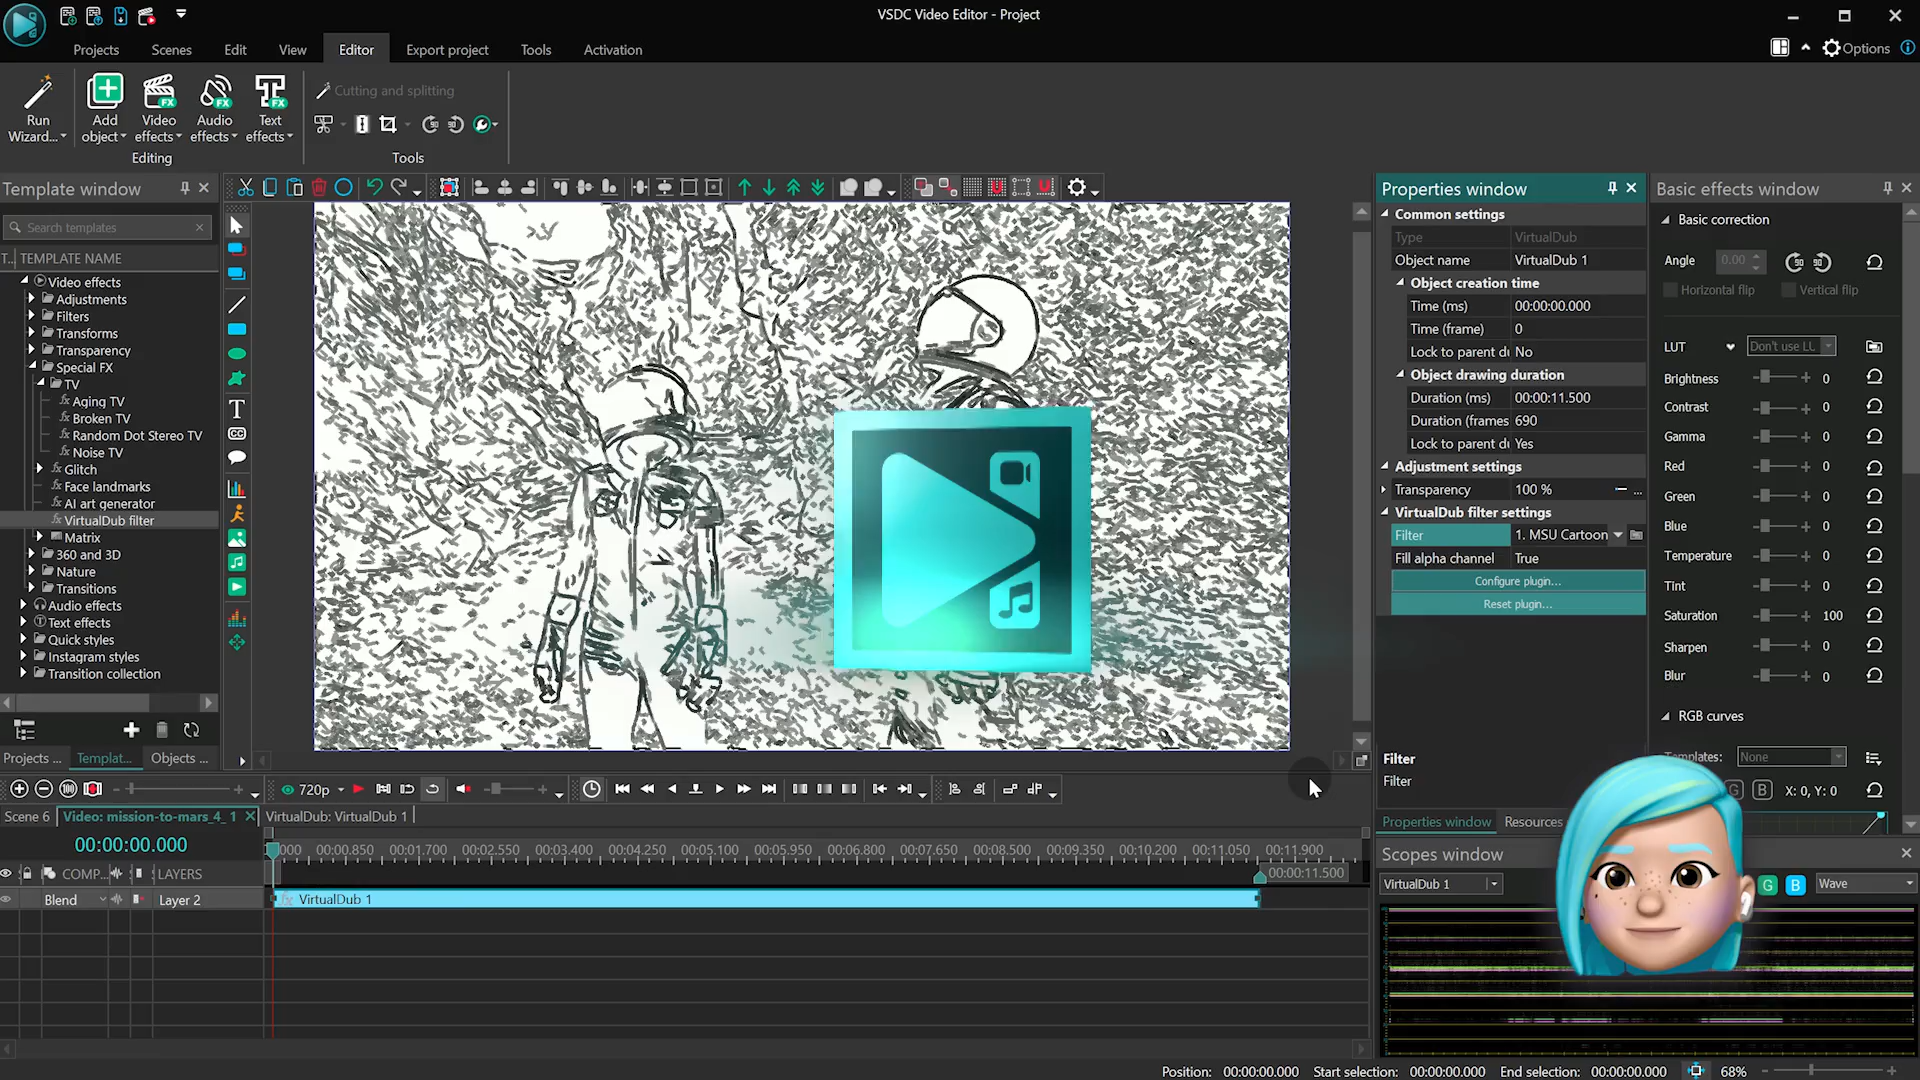 VSDC Video Editor - Project
Projects
Scenes
Edit
View
Editor
Export project
Tools
Activation
Options
Run
Wizard...
Add
object
Video
effects
Audio
effects
Text
effects
Editing
Cutting and splitting
Tools
Template window
Search templates
T...
TEMPLATE NAME
Video effects
Adjustments
Filters
Transforms
Transparency
Special FX
TV
Aging TV
Broken TV
Random Dot Stereo TV
Noise TV
Glitch
Face landmarks
AI art generator
VirtualDub filter
Matrix
360 and 3D
Nature
Transitions
Audio effects
Text effects
Quick styles
Instagram styles
Transition collection
Projects ...
Templat...
Objects ...
Properties window
Common settings
Type VirtualDub
Object name VirtualDub 1
Object creation time
Time (ms) 00:00:00.000
Time (frame) 0
Lock to parent du No
Object drawing duration
Duration (ms) 00:00:11.500
Duration (frames 690
Lock to parent du Yes
Adjustment settings
Transparency 100 % ...
VirtualDub filter settings
Filter 1. MSU Cartoon
Fill alpha channel True
Configure plugin...
Reset plugin...
Filter
Filter
Properties window
Resources
Basic effects window
Basic correction
Angle 0.00 90 90
Horizontal flip
Vertical flip
LUT Don't use LU
Brightness 0
Contrast 0
Gamma 0
Red 0
Green 0
Blue 0
Temperature 0
Tint 0
Saturation 100
Sharpen 0
Blur 0
RGB curves
Templates: None
G B X: 0, Y: 0
720p
Scene 6
Video: mission-to-mars_4_ 1
VirtualDub: VirtualDub 1
00:00:00.000
000 00:00.850 00:01.700 00:02.550 00:03.400 00:04.250 00:05.100 00:05.950 00:06.800 00:07.650 00:08.500 00:09.350 00:10.200 00:11.050 00:11.900
COMP...
LAYERS
00:00:11.500
Blend
Layer 2
VirtualDub 1
Scopes window
VirtualDub 1
G B Wave
Position: 00:00:00.000 Start selection: 00:00:00.000 End selection: 00:00:00.000 68%